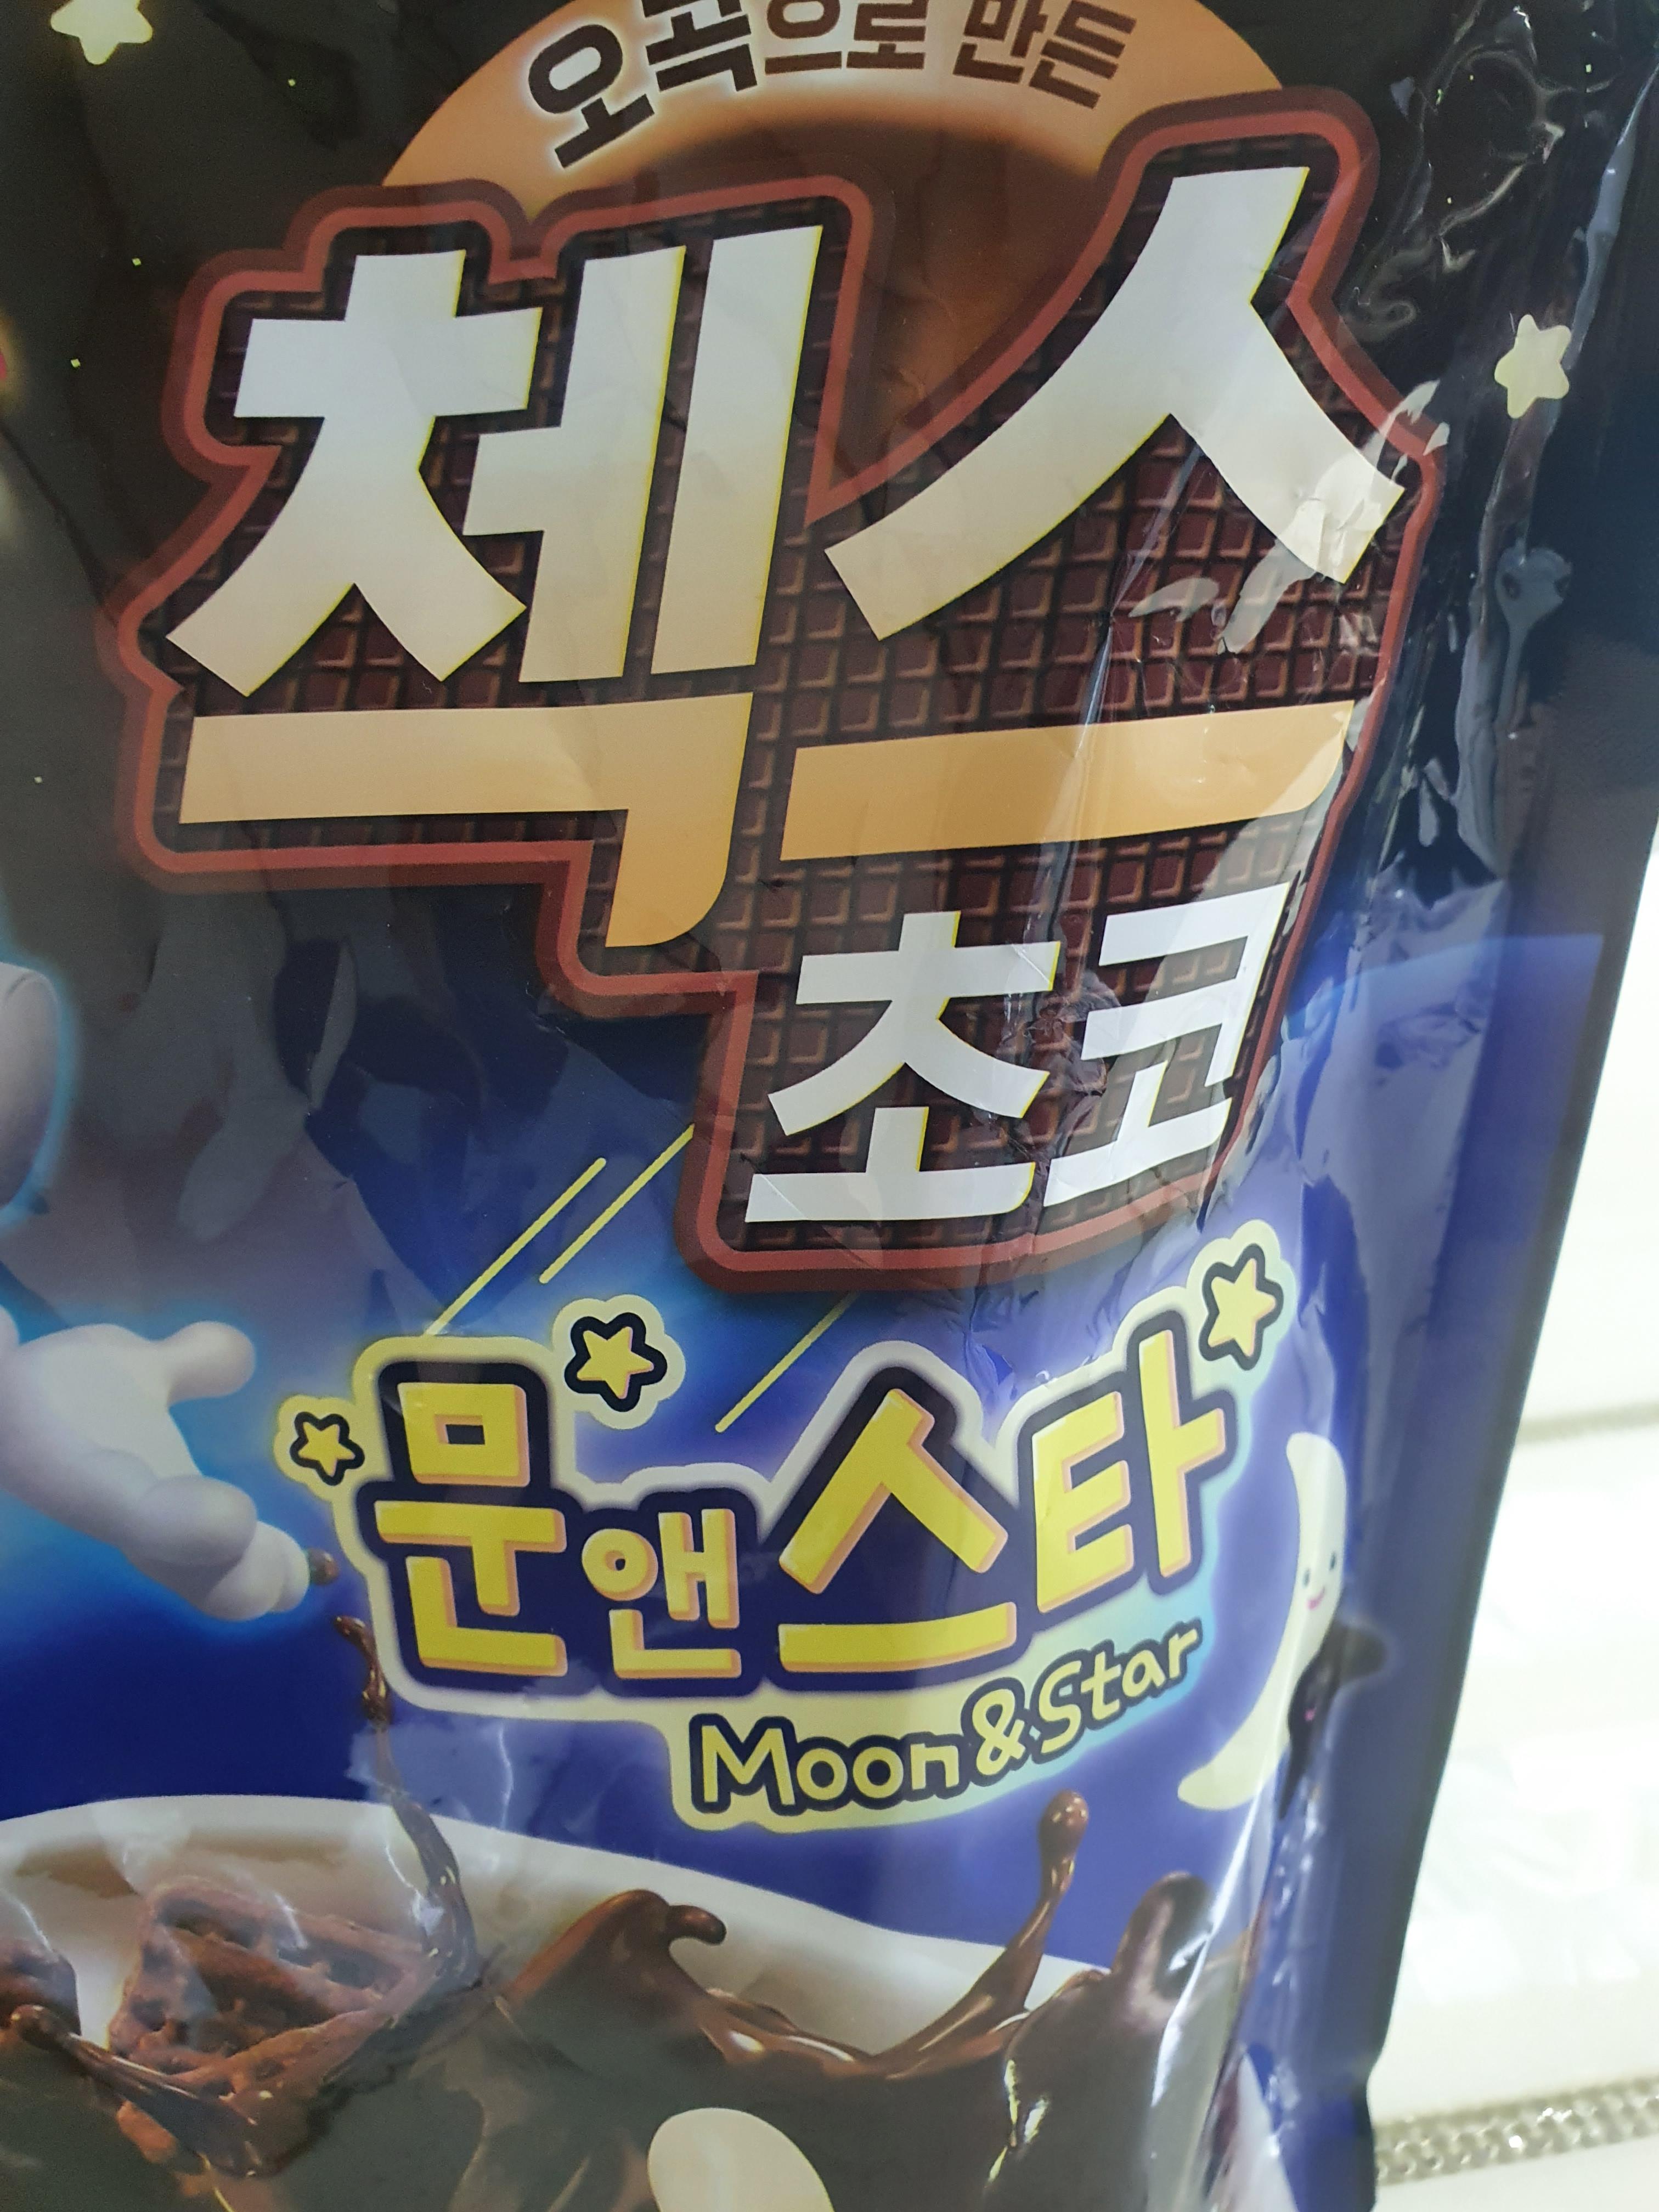 오곡으로 만든
첵스
초코
문앤스타
Moon & Star